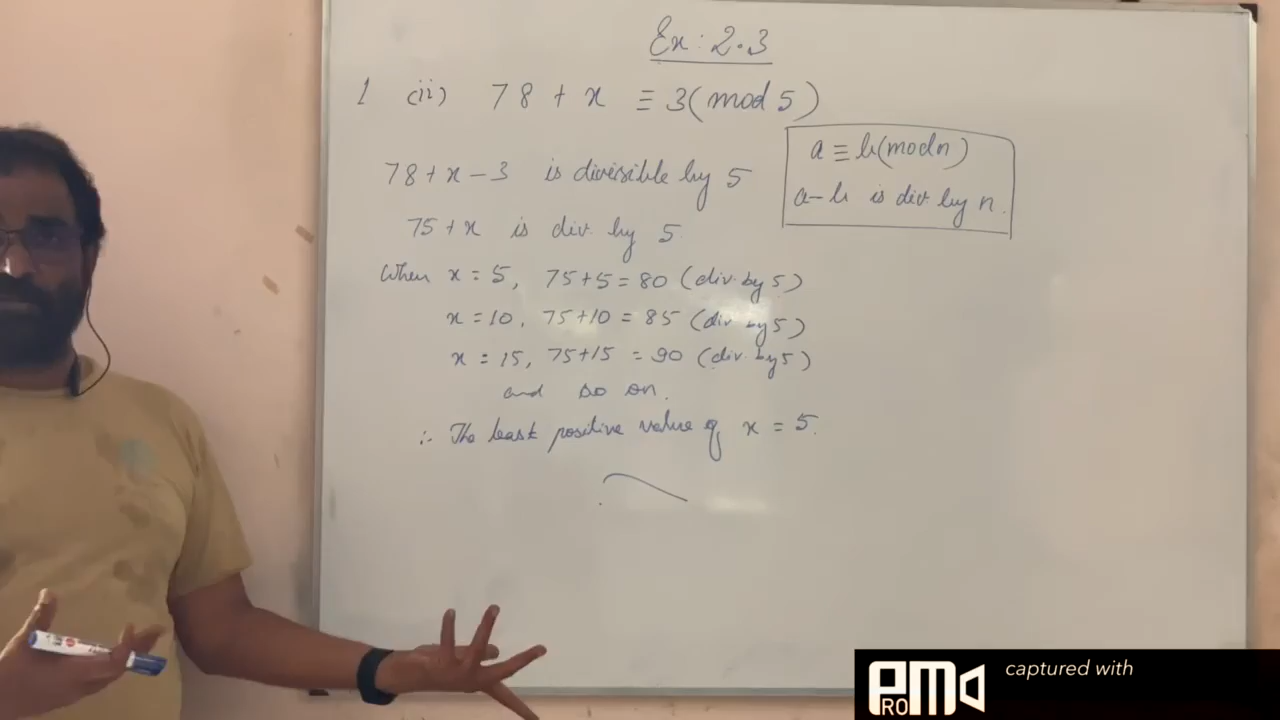 Ex: 2.3
1 (ii) 78 + x ≡ 3(mod 5)
a ≡ b(mod n)
a - b is div. by n.
78 + x - 3 is divisible by 5
75 + x is div. by 5.
When x = 5, 75+5 = 80 (div. by 5)
x = 10, 75+10 = 85 (div by 5)
x = 15, 75+15 = 90 (div. by 5)
and so on.
∴ The least positive value of x = 5.
PROM
captured with